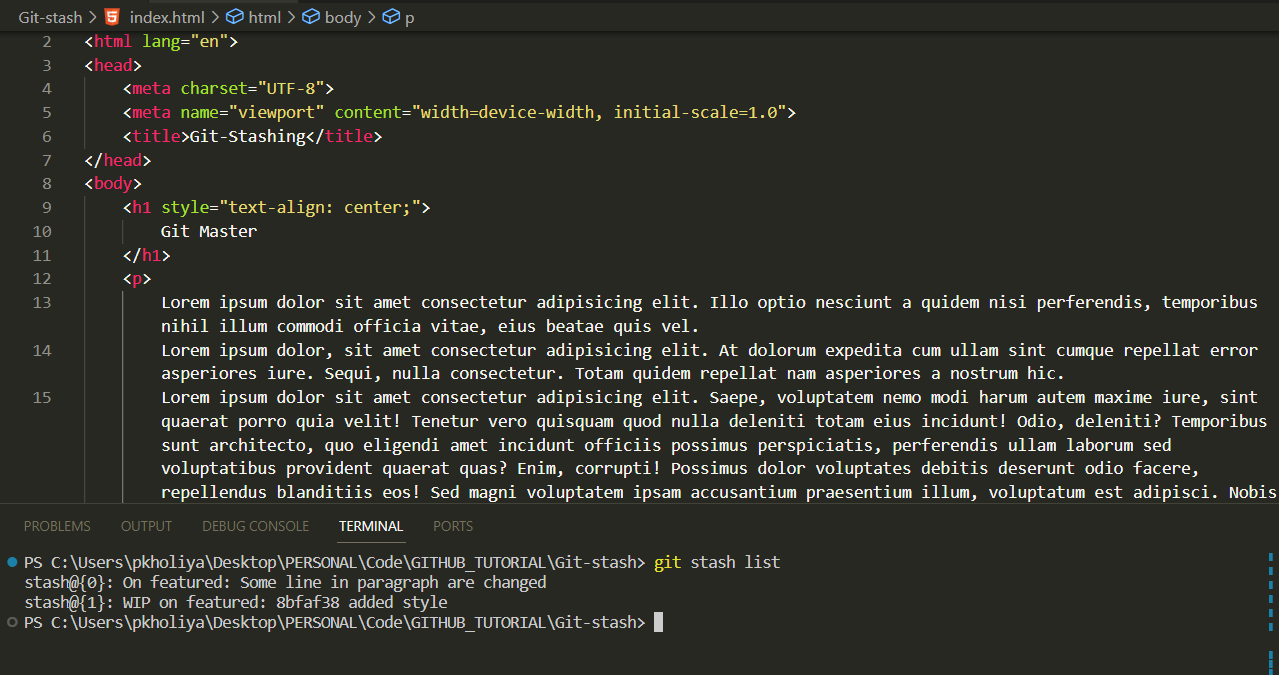 Git-stash > index.html > html > body > p
2 <html lang="en">
3 <head>
4 <meta charset="UTF-8">
5 <meta name="viewport" content="width=device-width, initial-scale=1.0">
6 <title>Git-Stashing</title>
7 </head>
8 <body>
9 <h1 style="text-align: center;">
10 Git Master
11 </h1>
12 <p>
13 Lorem ipsum dolor sit amet consectetur adipisicing elit. Illo optio nesciunt a quidem nisi perferendis, temporibus
nihil illum commodi officia vitae, eius beatae quis vel.
14 Lorem ipsum dolor, sit amet consectetur adipisicing elit. At dolorum expedita cum ullam sint cumque repellat error
asperiores iure. Sequi, nulla consectetur. Totam quidem repellat nam asperiores a nostrum hic.
15 Lorem ipsum dolor sit amet consectetur adipisicing elit. Saepe, voluptatem nemo modi harum autem maxime iure, sint
quaerat porro quia velit! Tenetur vero quisquam quod nulla deleniti totam eius incidunt! Odio, deleniti? Temporibus
sunt architecto, quo eligendi amet incidunt officiis possimus perspiciatis, perferendis ullam laborum sed
voluptatibus provident quaerat quas? Enim, corrupti! Possimus dolor voluptates debitis deserunt odio facere,
repellendus blanditiis eos! Sed magni voluptatem ipsam accusantium praesentium illum, voluptatum est adipisci. Nobis
PROBLEMS OUTPUT DEBUG CONSOLE TERMINAL PORTS
PS C:\Users\pkholiya\Desktop\PERSONAL\Code\GITHUB_TUTORIAL\Git-stash> git stash list
stash@{0}: On featured: Some line in paragraph are changed
stash@{1}: WIP on featured: 8bfaf38 added style
PS C:\Users\pkholiya\Desktop\PERSONAL\Code\GITHUB_TUTORIAL\Git-stash>